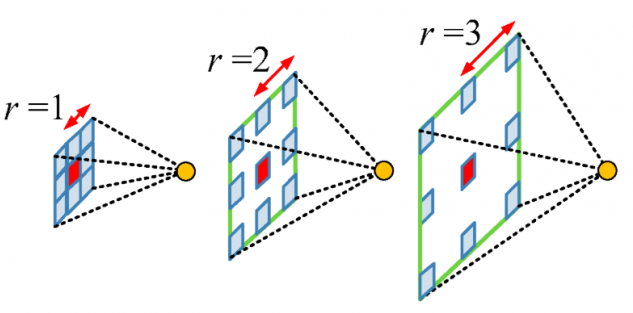 r =1
r =2
r =3